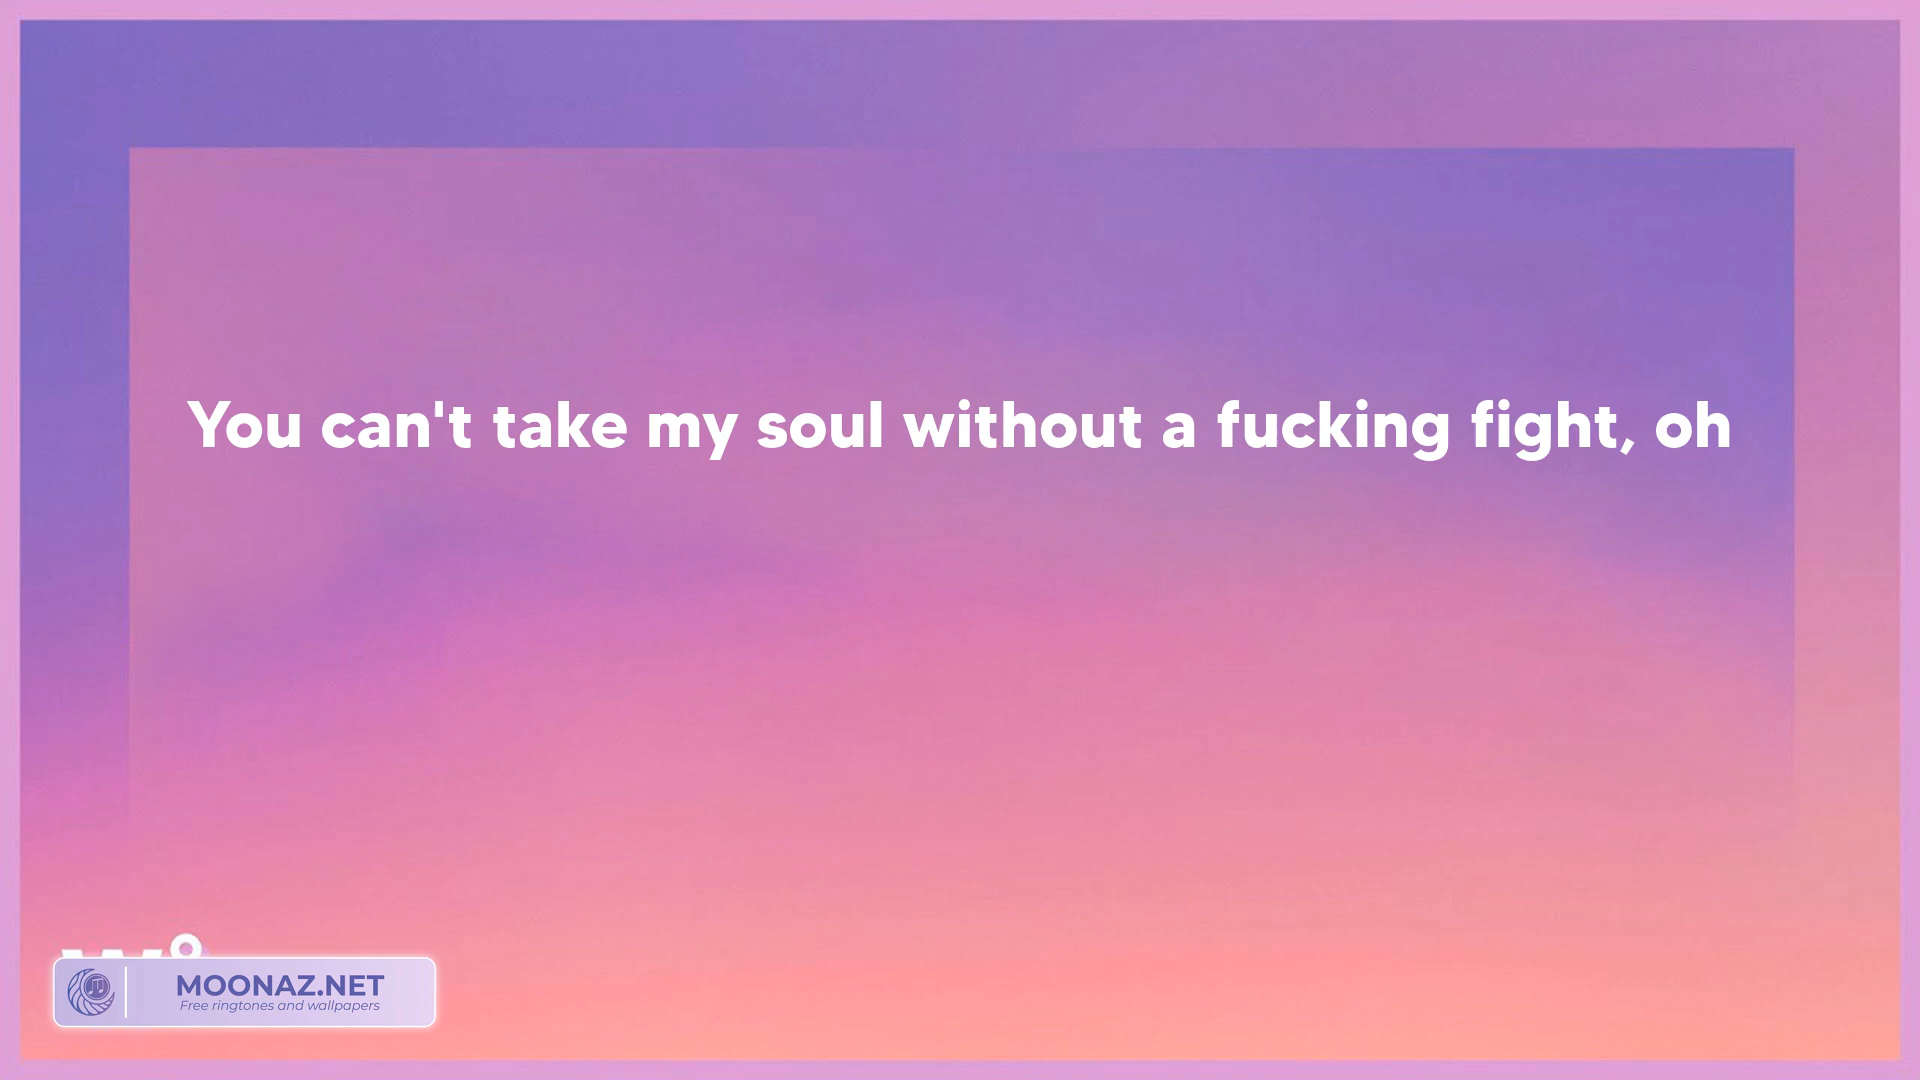 You can't take my soul without a fucking fight, oh
MOONAZ.NET
Free ringtones and wallpapers